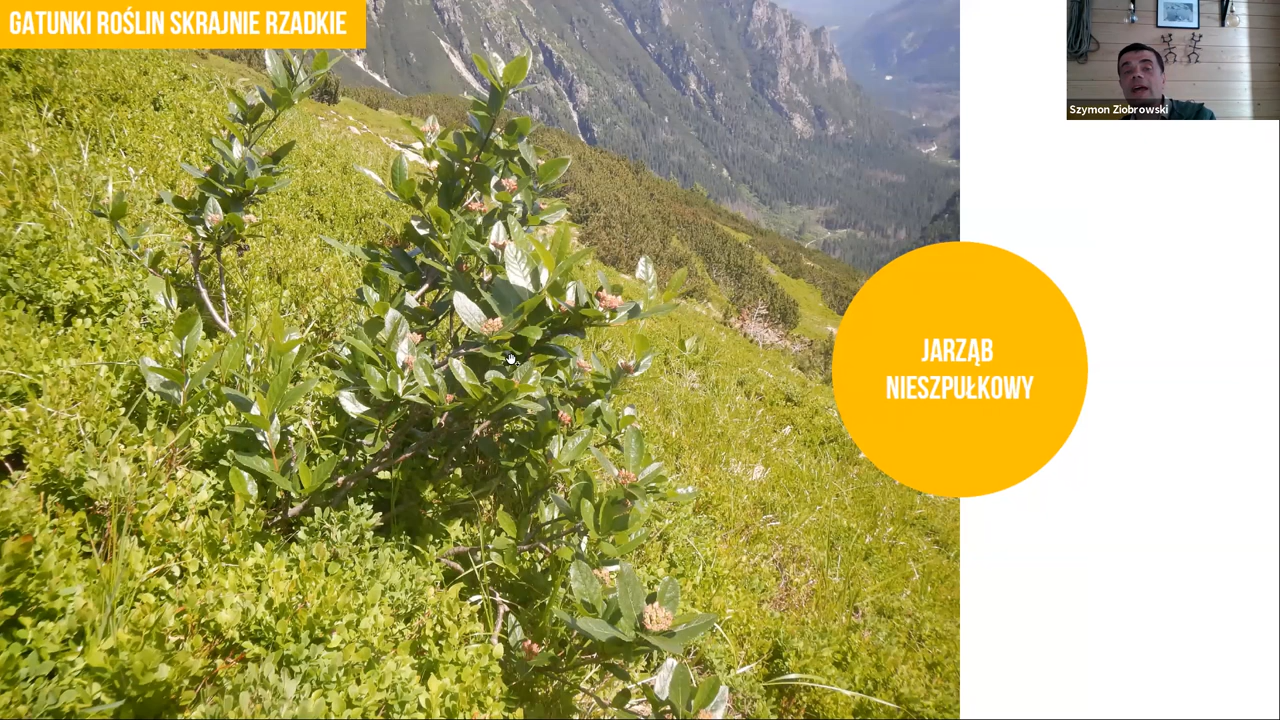 GATUNKI ROŚLIN SKRAJNIE RZADKIE
Szymon Ziobrowski
JARZĄB
NIESZPUŁKOWY